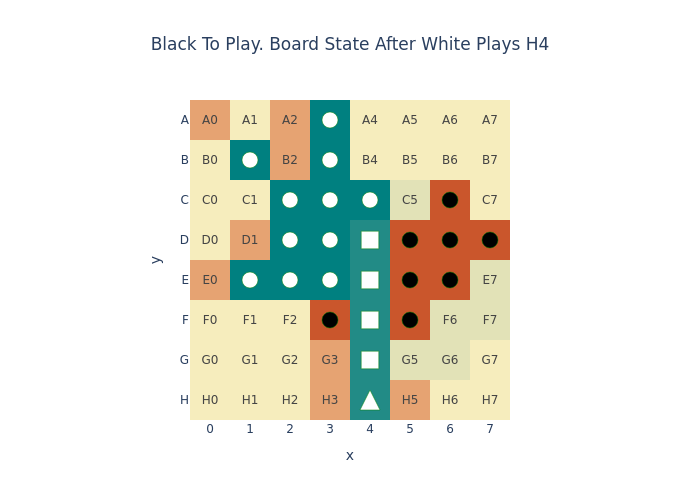 Black To Play. Board State After White Plays H4
A A0 A1 A2 A4 A5 A6 A7
B B0 B2 B4 B5 B6 B7
C C0 C1 C5 C7
D D0 D1
E E0 E7
F F0 F1 F2 F6 F7
G G0 G1 G2 G3 G5 G6 G7
H H0 H1 H2 H3 H5 H6 H7
0 1 2 3 4 5 6 7
x
y